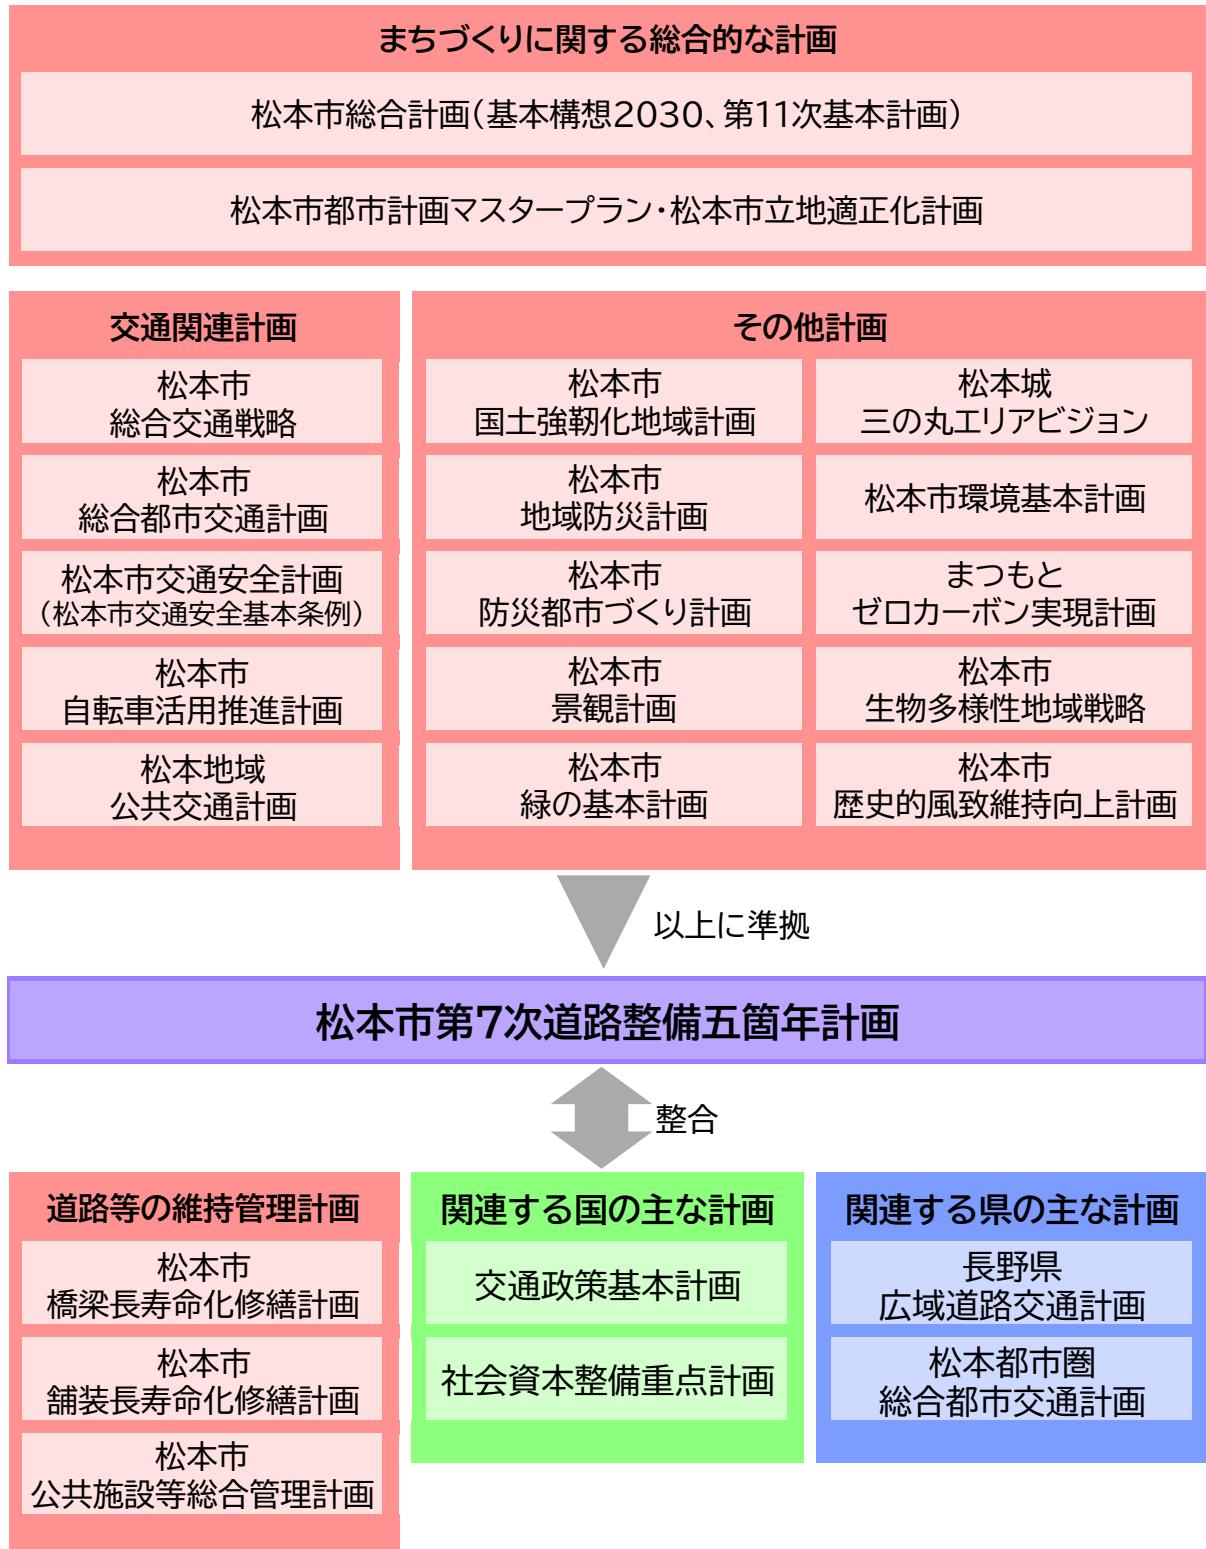 まちづくりに関する総合的な計画
松本市総合計画（基本構想2030、第11次基本計画）
松本市都市計画マスタープラン・松本市立地適正化計画
交通関連計画
松本市
総合交通戦略
松本市
総合都市交通計画
松本市交通安全計画
（松本市交通安全基本条例）
松本市
自転車活用推進計画
松本地域
公共交通計画
その他計画
松本市
国土強靭化地域計画
松本市
地域防災計画
松本市
防災都市づくり計画
松本市
景観計画
松本市
緑の基本計画
松本城
三の丸エリアビジョン
松本市環境基本計画
まつもと
ゼロカーボン実現計画
松本市
生物多様性地域戦略
松本市
歴史的風致維持向上計画
以上に準拠
松本市第7次道路整備五箇年計画
整合
道路等の維持管理計画
松本市
橋梁長寿命化修繕計画
松本市
舗装長寿命化修繕計画
松本市
公共施設等総合管理計画
関連する国の主な計画
交通政策基本計画
社会資本整備重点計画
関連する県の主な計画
長野県
広域道路交通計画
松本都市圏
総合都市交通計画